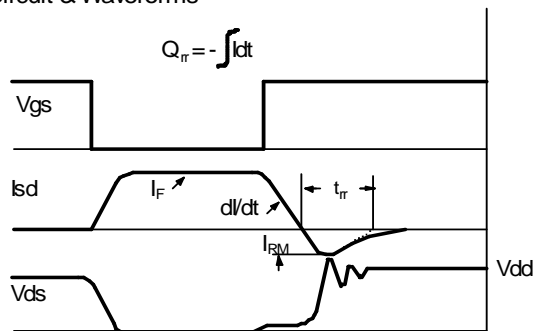 Circuit & Waveforms
Qrr = - ∫Idt
Vgs
Isd
IF
dI/dt
trr
IRM
Vds
Vdd